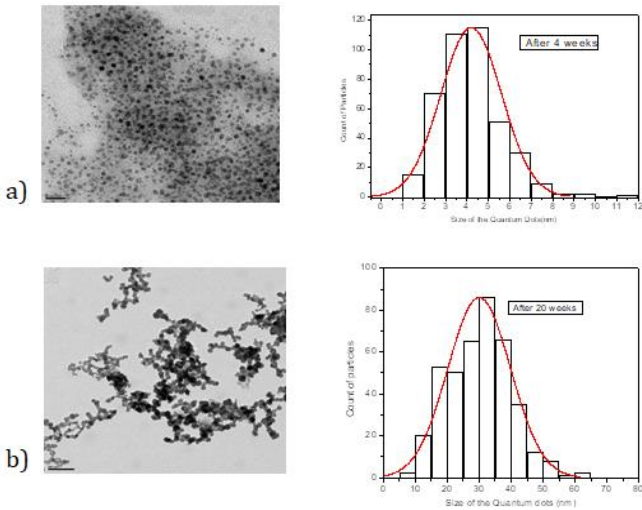 a)
After 4 weeks
Count of Particles
120
100
80
60
40
20
0
0 1 2 3 4 5 6 7 8 9 10 11 12
Size of the Quantum Dots(nm)
b)
After 20 weeks
Count of particles
100
80
60
40
20
0
0 10 20 30 40 50 60 70 80
Size of the Quantum dots (nm)